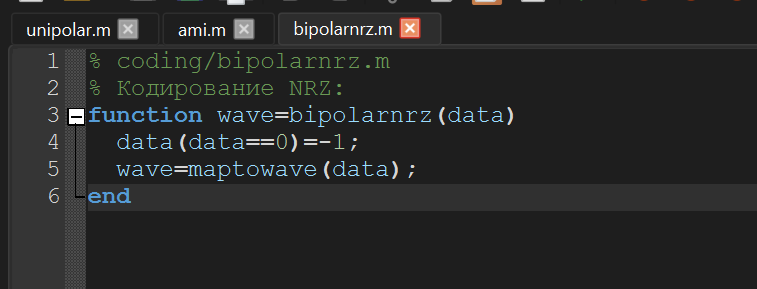 unipolar.m ami.m bipolarnrz.m
1 % coding/bipolarnrz.m
2 % Кодирование NRZ:
3 function wave=bipolarnrz(data)
4 data(data==0)=-1;
5 wave=maptowave(data);
6 end